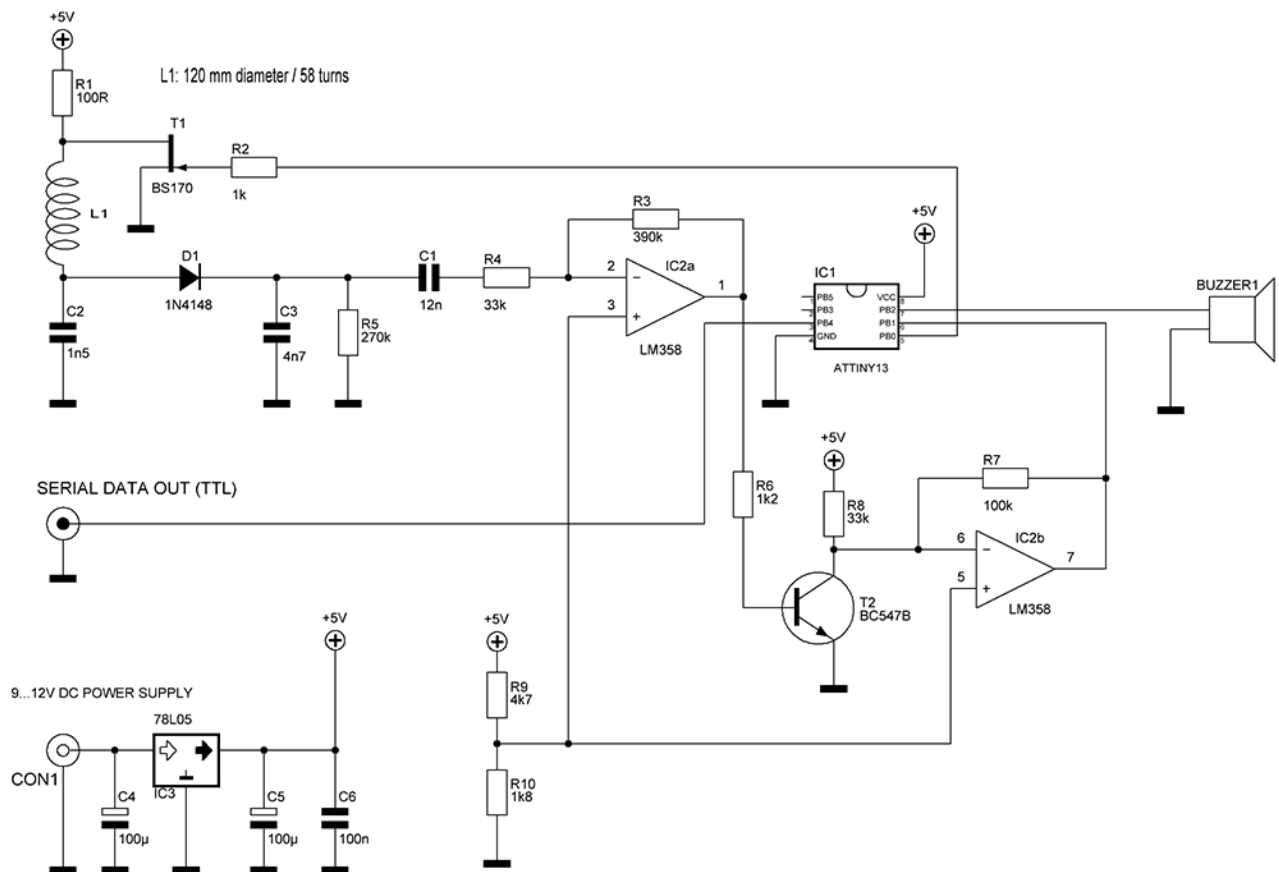 +5V
R1
100R
L1: 120 mm diameter / 58 turns
T1
BS170
R2
1k
L1
D1
1N4148
C2
1n5
C3
4n7
R5
270k
C1
12n
R4
33k
R3
390k
2
3
1
IC2a
LM358
+5V
IC1
PB5
PB3
PB4
GND
VCC
PB2
PB1
PB0
1
2
3
4
8
7
6
5
ATTINY13
BUZZER1
SERIAL DATA OUT (TTL)
R6
1k2
+5V
R8
33k
R7
100k
6
5
7
IC2b
LM358
T2
BC547B
+5V
R9
4k7
R10
1k8
+5V
9...12V DC POWER SUPPLY
78L05
CON1
IC3
C4
100µ
C5
100µ
C6
100n